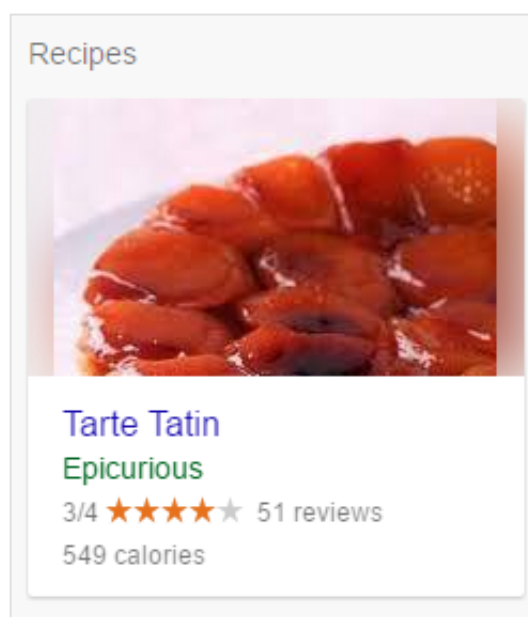 Recipes
Tarte Tatin
Epicurious
3/4 ★★★★★ 51 reviews
549 calories